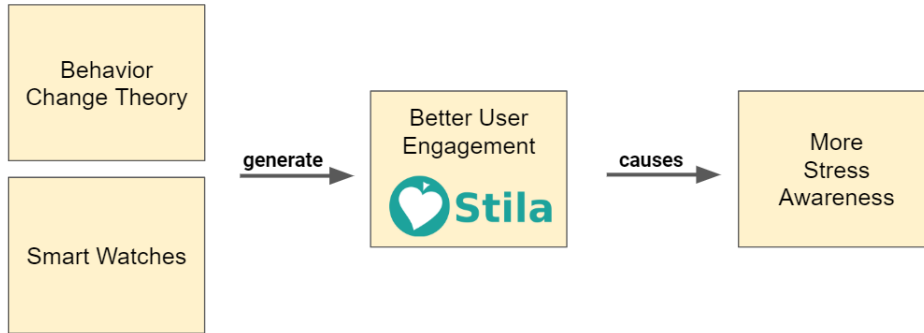 Behavior
Change Theory
Smart Watches
generate
Better User
Engagement
Stila
causes
More
Stress
Awareness